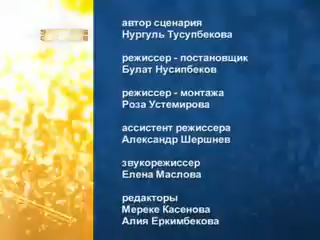 автор сценария
Нургуль Тусупбекова
режиссер - постановщик
Булат Нусипбеков
режиссер - монтажа
Роза Устемирова
ассистент режиссера
Александр Шершнев
звукорежиссер
Елена Маслова
редакторы
Мереке Касенова
Алия Еркимбекова